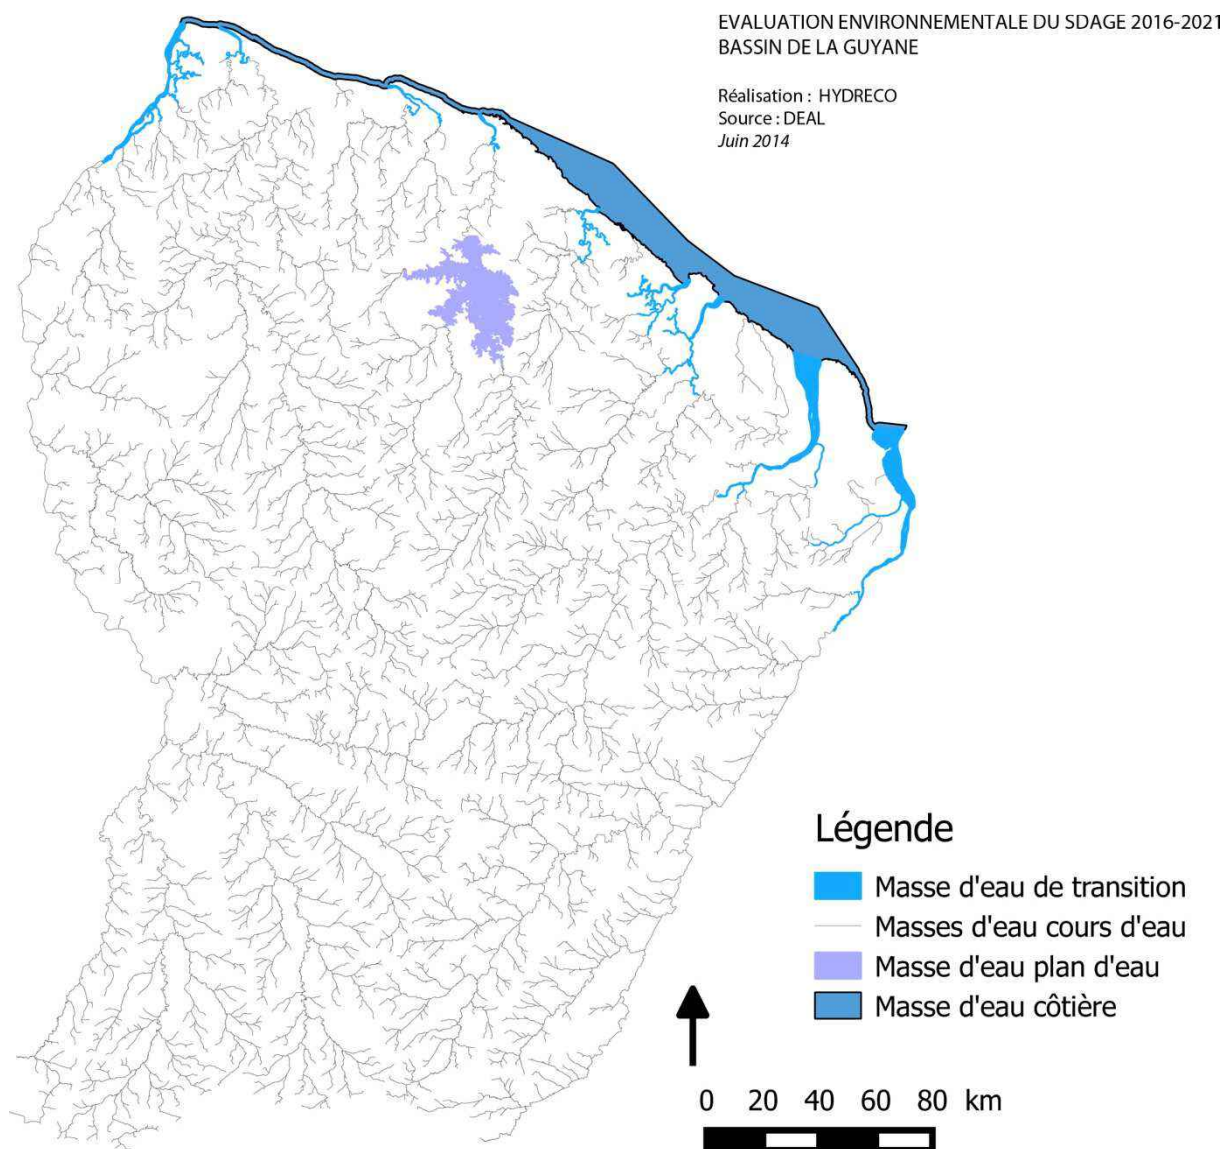 EVALUATION ENVIRONNEMENTALE DU SDAGE 2016-2021
BASSIN DE LA GUYANE
Réalisation : HYDRECO
Source : DEAL
Juin 2014
Légende
Masse d'eau de transition
Masses d'eau cours d'eau
Masse d'eau plan d'eau
Masse d'eau côtière
0 20 40 60 80 km